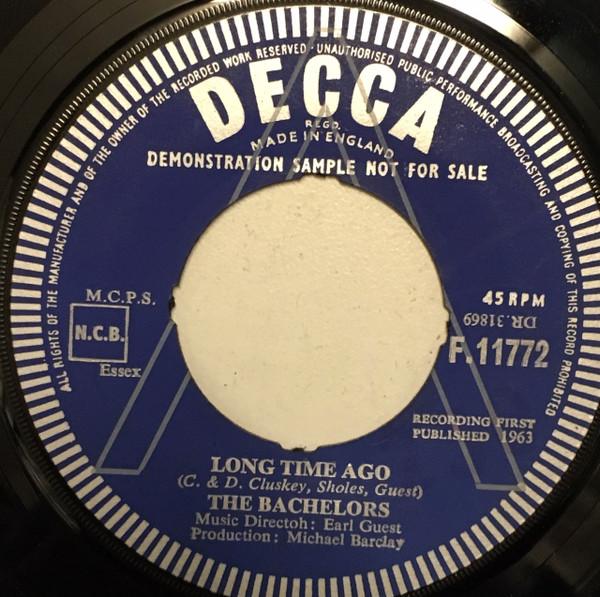 ALL RIGHTS OF THE MANUFACTURER AND OF THE OWNER OF THE RECORDED WORK RESERVED · UNAUTHORISED PUBLIC PERFORMANCE BROADCASTING AND COPYING OF THIS RECORD PROHIBITED
DECCA
REGD.
MADE IN ENGLAND
DEMONSTRATION SAMPLE NOT FOR SALE
M.C.P.S.
N.C.B.
Essex
45 RPM
DR.31869
F.11772
RECORDING FIRST
PUBLISHED 1963
LONG TIME AGO
(C. & D. Cluskey, Sholes, Guest)
THE BACHELORS
Music Directoh: Earl Guest
Production: Michael Barclay
A